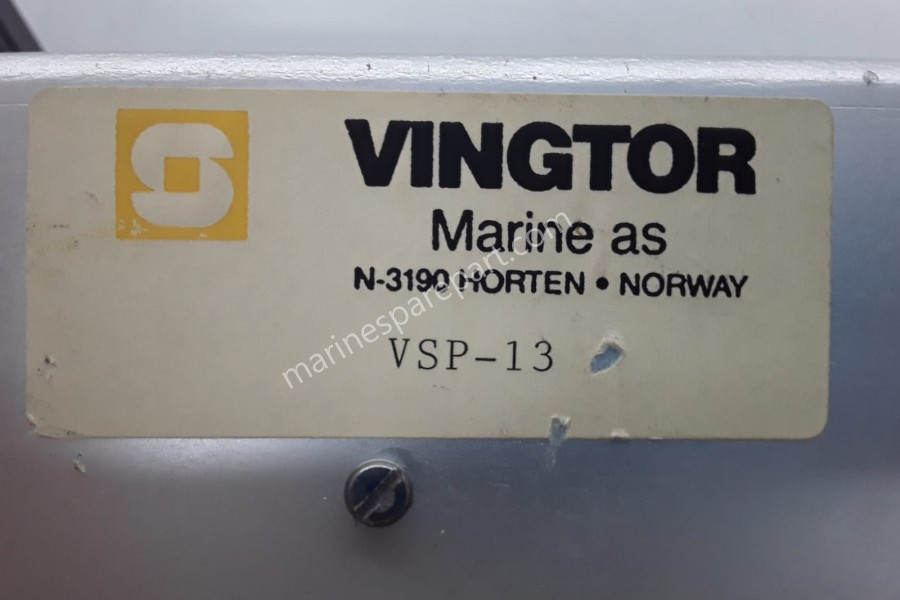 VINGTOR
Marine as
N-3190 HORTEN • NORWAY
VSP-13
marinesparepart.com